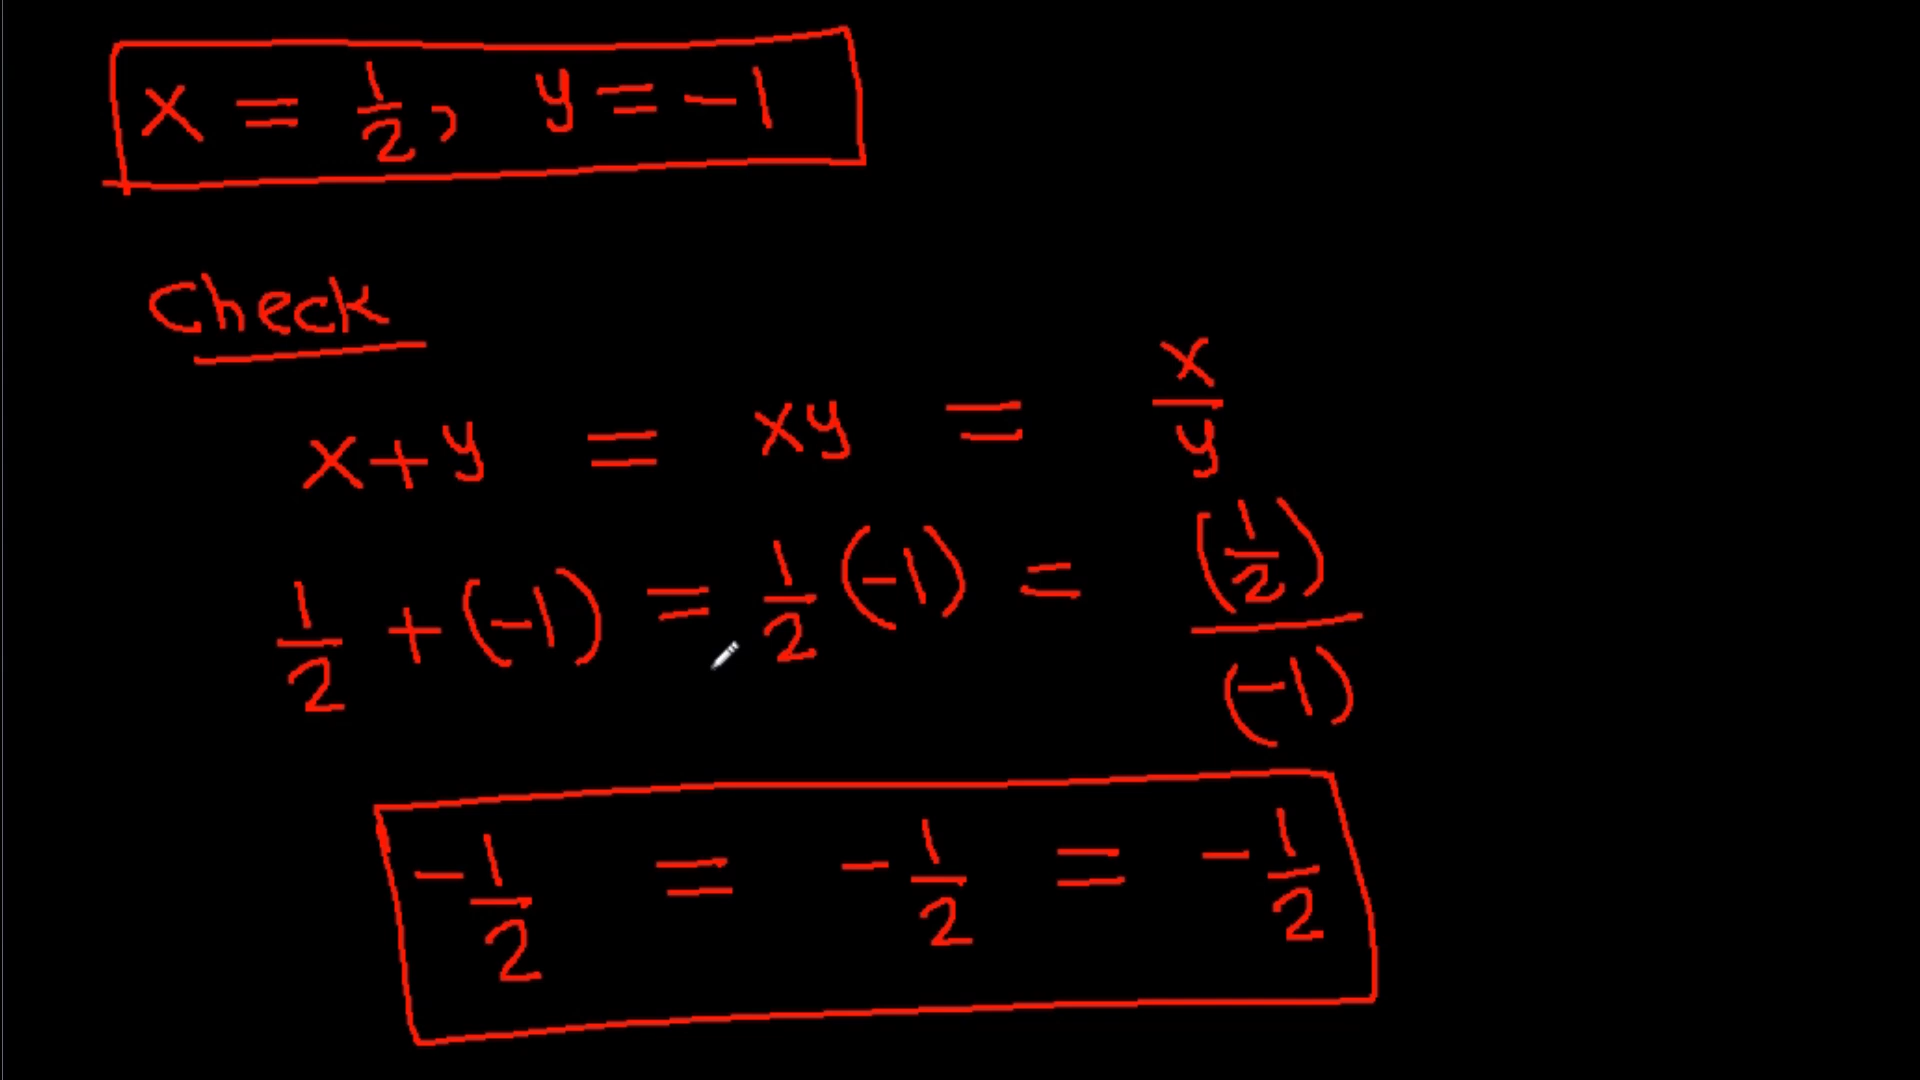 x = 1/2, y = -1
Check
x+y = xy = x/y
1/2 + (-1) = 1/2 (-1) = (1/2)/(-1)
-1/2 = -1/2 = -1/2